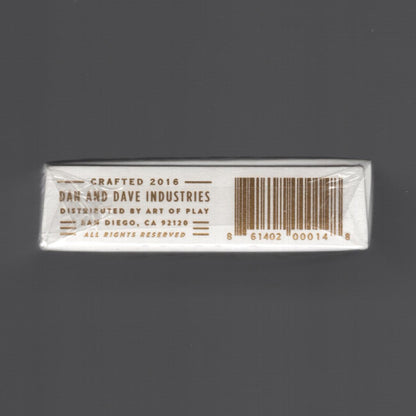 CRAFTED 2016
DAN AND DAVE INDUSTRIES
DISTRIBUTED BY ART OF PLAY
SAN DIEGO, CA 92120
ALL RIGHTS RESERVED
8 61402 00014 8